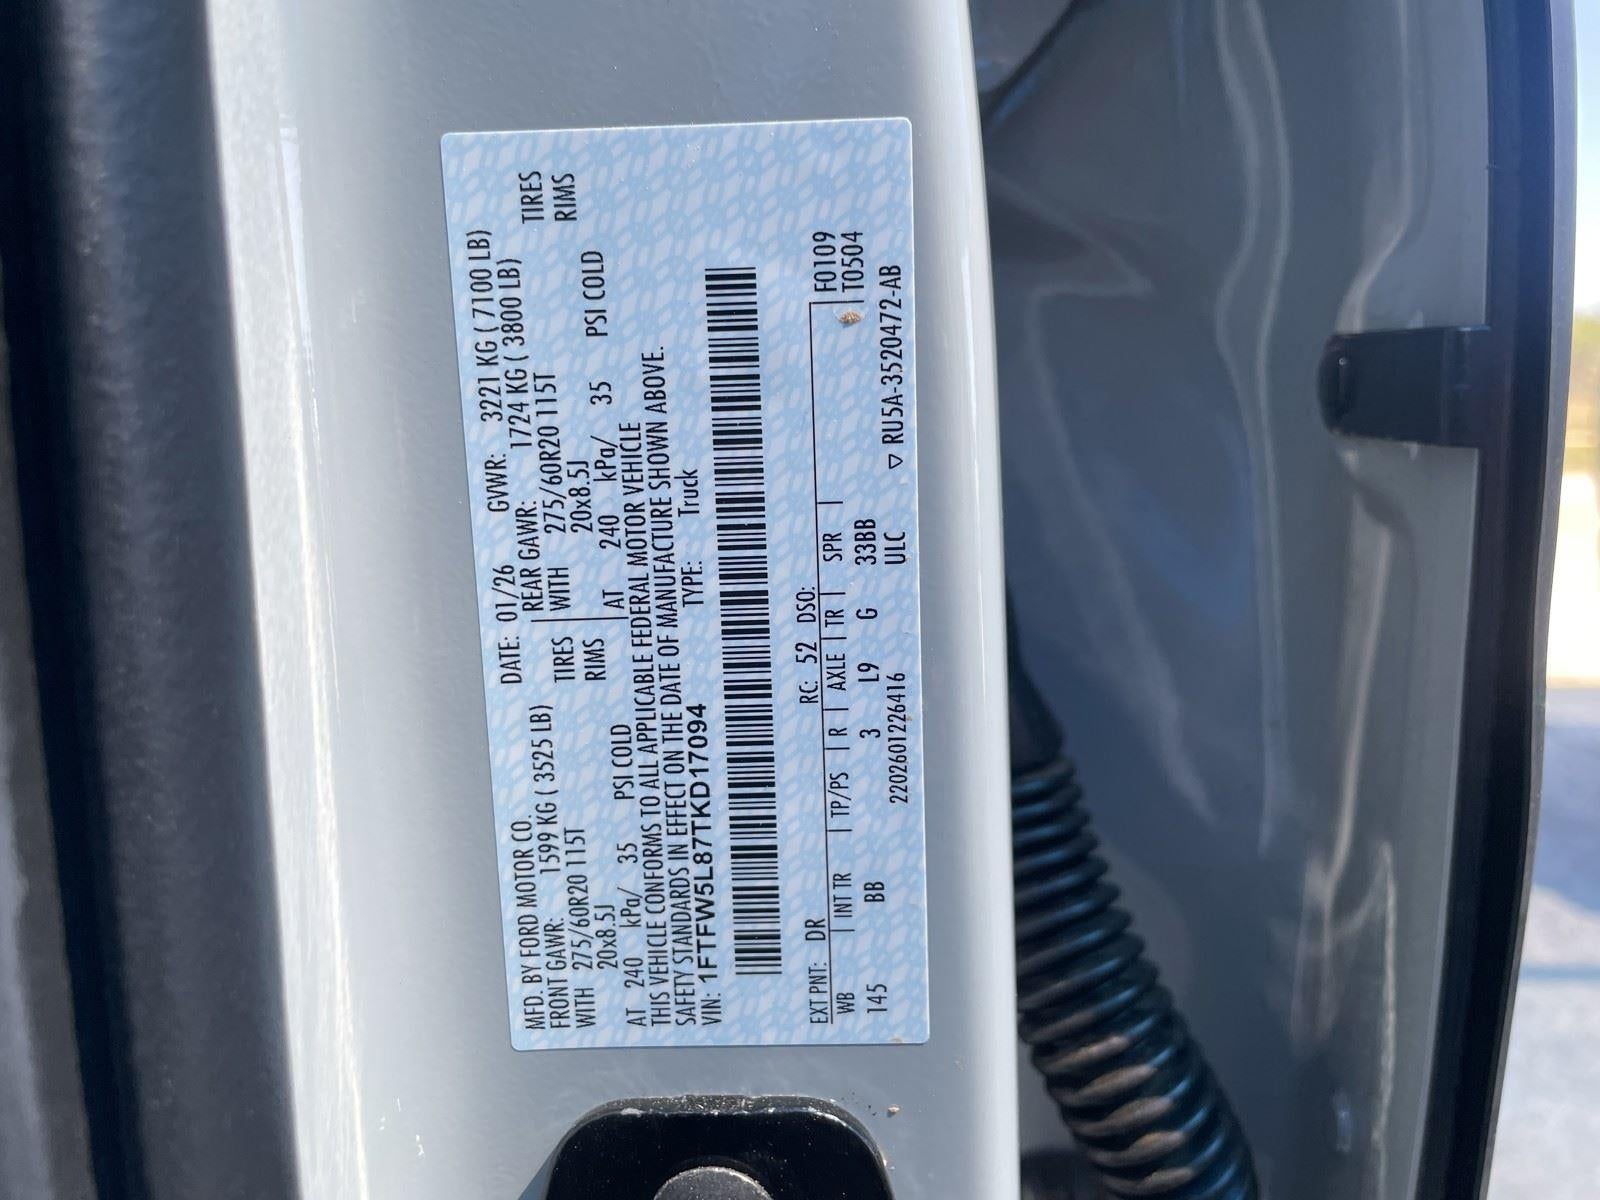 MFD. BY FORD MOTOR CO. DATE: 01/26 GVWR: 3221 KG ( 7100 LB)
FRONT GAWR: 1599 KG ( 3525 LB) REAR GAWR: 1724 KG ( 3800 LB)
WITH 275/60R20 115T TIRES WITH 275/60R20 115T TIRES
20x8.5J RIMS 20x8.5J RIMS
AT 240 kPa/ 35 PSI COLD AT 240 kPa/ 35 PSI COLD
THIS VEHICLE CONFORMS TO ALL APPLICABLE FEDERAL MOTOR VEHICLE
SAFETY STANDARDS IN EFFECT ON THE DATE OF MANUFACTURE SHOWN ABOVE.
VIN: 1FTFW5L87TKD17094 TYPE: Truck
EXT PNT: DR RC: 52 DSO: F0109
WB INT TR TP/PS R AXLE TR SPR T0504
145 BB 3 L9 G 33BB
2202601226416 ULC ▽ RU5A-3520472-AB